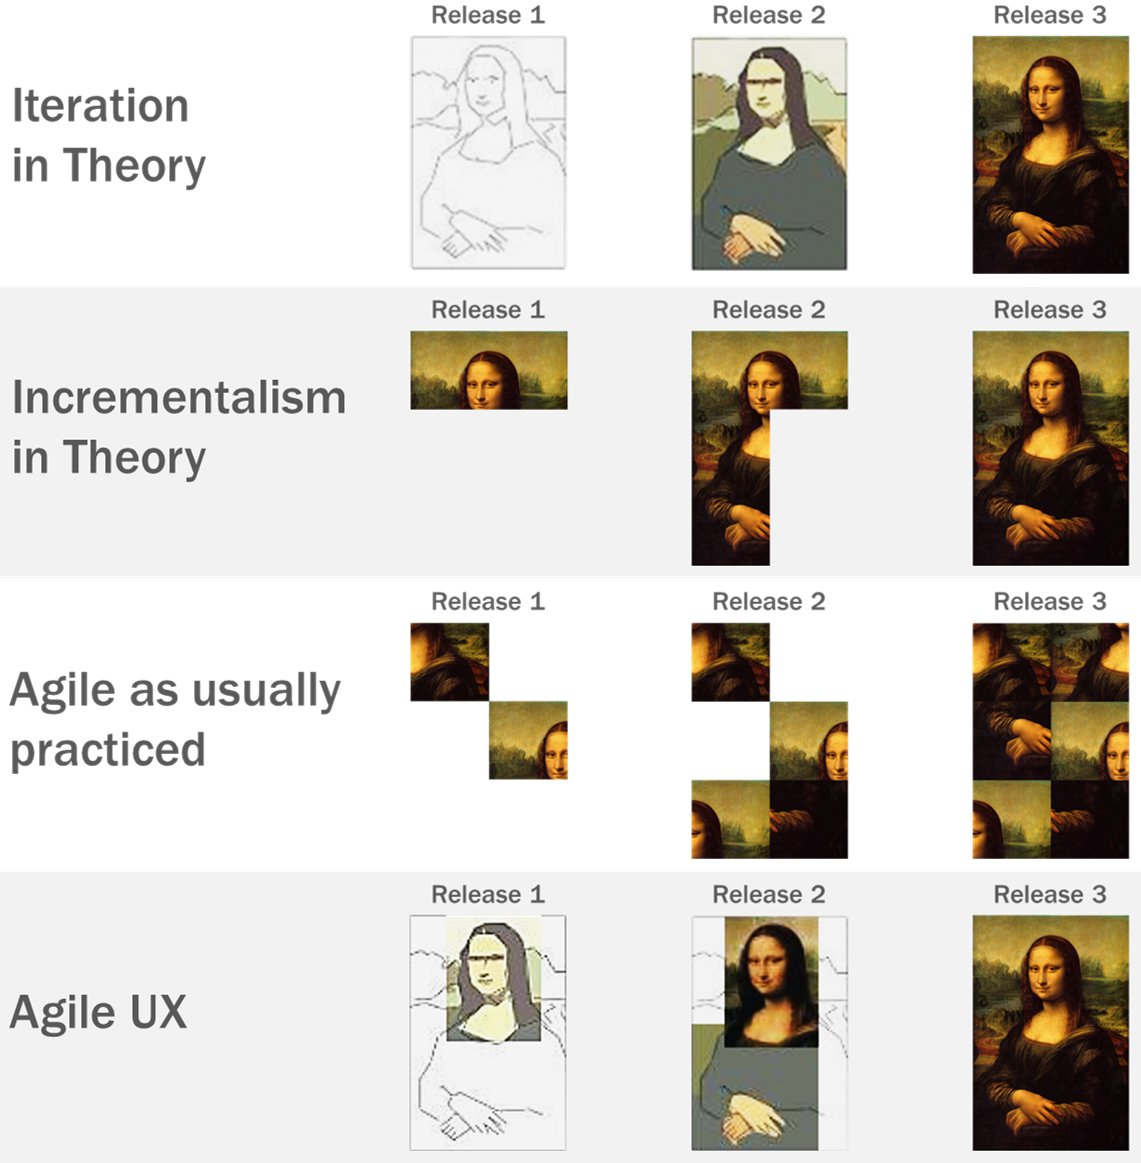 Release 1 Release 2 Release 3
Iteration
in Theory
Release 1 Release 2 Release 3
Incrementalism
in Theory
Release 1 Release 2 Release 3
Agile as usually
practiced
Release 1 Release 2 Release 3
Agile UX